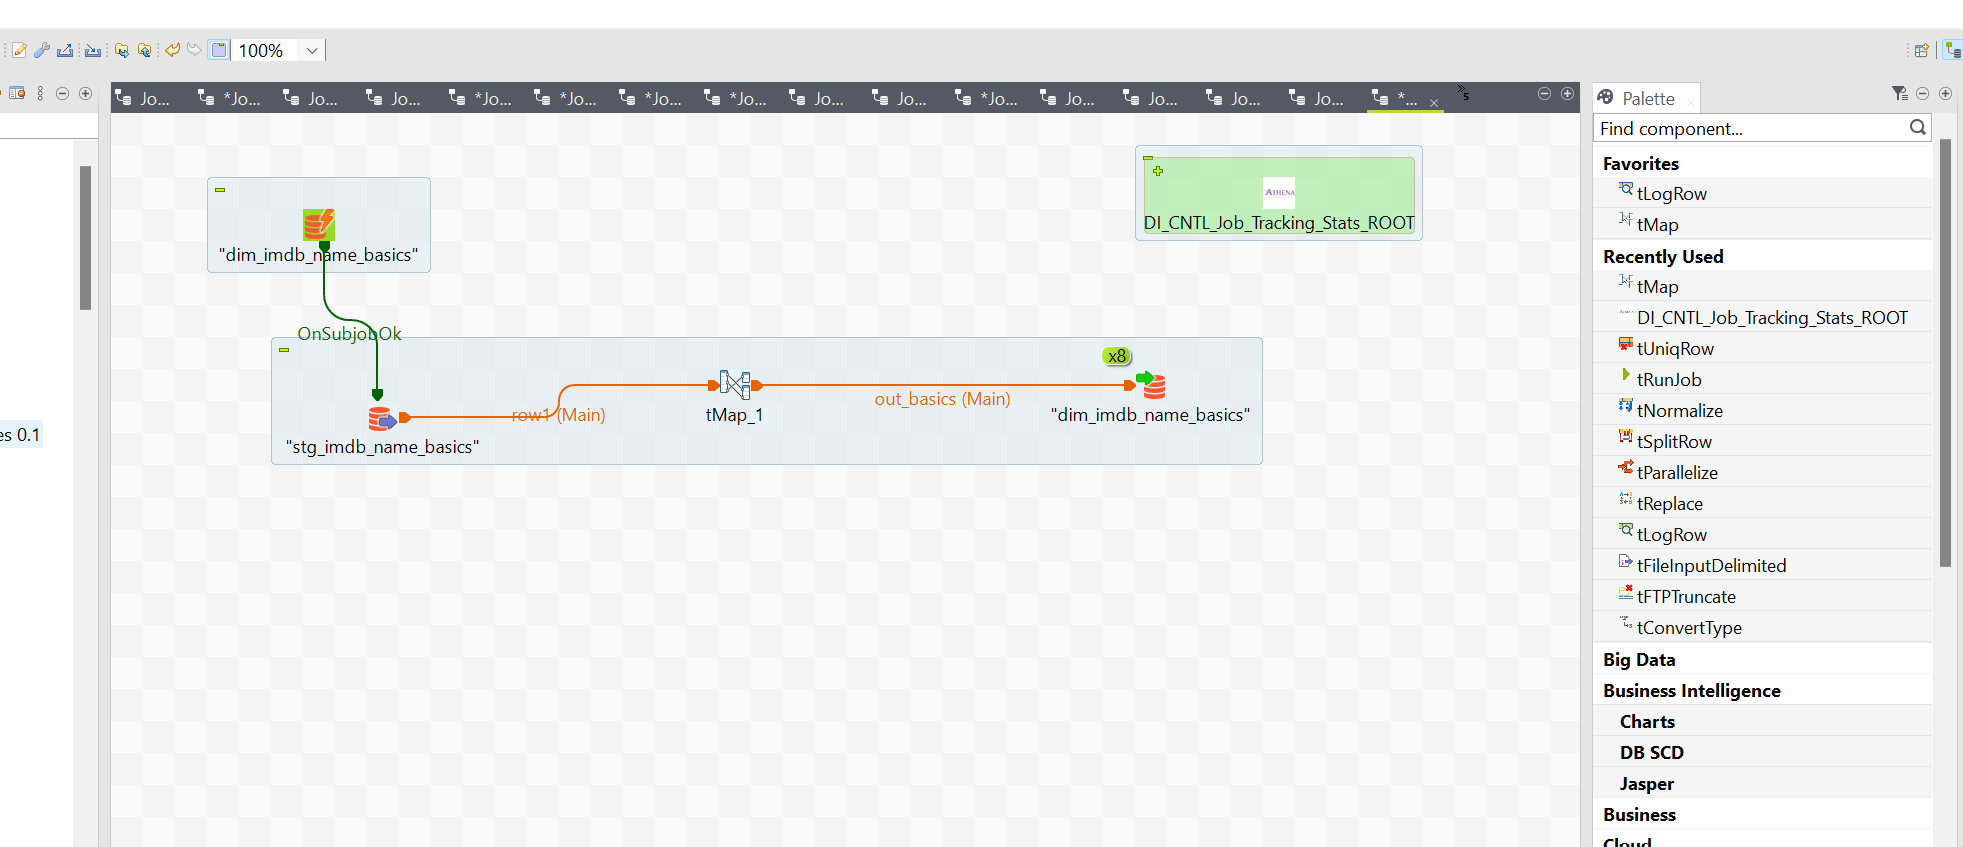 100%
Jo...
*Jo...
Jo...
Jo...
*Jo...
*Jo...
*Jo...
*Jo...
Jo...
Jo...
*Jo...
Jo...
Jo...
Jo...
Jo...
*...
»5
Palette
Find component...
es 0.1
"dim_imdb_name_basics"
ATHENA
DI_CNTL_Job_Tracking_Stats_ROOT
OnSubjobOk
x8
row1 (Main)
tMap_1
out_basics (Main)
"dim_imdb_name_basics"
"stg_imdb_name_basics"
Favorites
tLogRow
tMap
Recently Used
tMap
DI_CNTL_Job_Tracking_Stats_ROOT
tUniqRow
tRunJob
tNormalize
tSplitRow
tParallelize
tReplace
tLogRow
tFileInputDelimited
tFTPTruncate
tConvertType
Big Data
Business Intelligence
Charts
DB SCD
Jasper
Business
Cloud